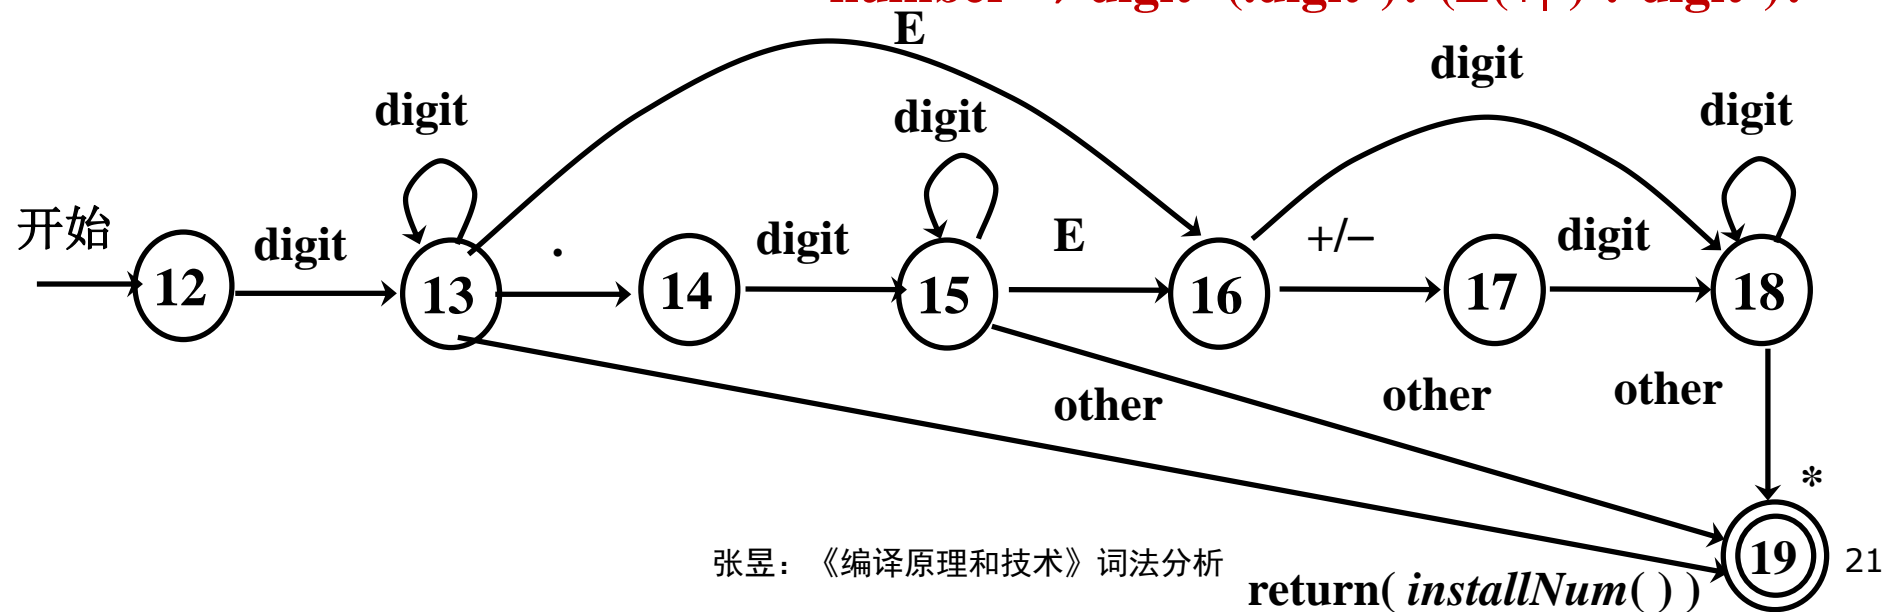 E
digit
digit
digit
digit
开始
digit
.
digit
E
+/−
digit
12
13
14
15
16
17
18
other
other
other
*
19
张昱：《编译原理和技术》词法分析
return( installNum( ) )
21